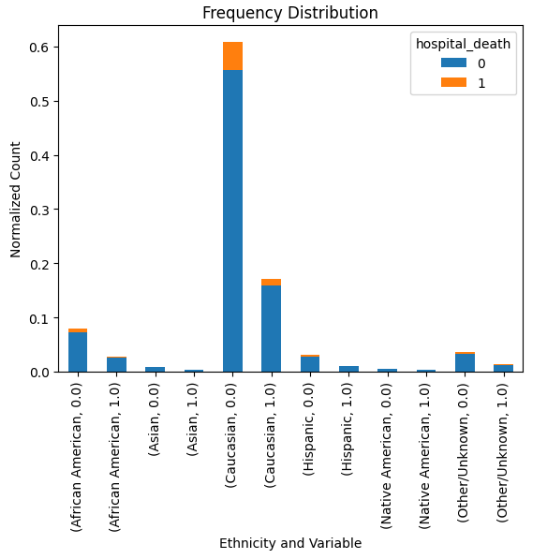 Frequency Distribution
hospital_death
0
1
0.6
0.5
0.4
0.3
0.2
0.1
0.0
Normalized Count
(African American, 0.0)
(African American, 1.0)
(Asian, 0.0)
(Asian, 1.0)
(Caucasian, 0.0)
(Caucasian, 1.0)
(Hispanic, 0.0)
(Hispanic, 1.0)
(Native American, 0.0)
(Native American, 1.0)
(Other/Unknown, 0.0)
(Other/Unknown, 1.0)
Ethnicity and Variable